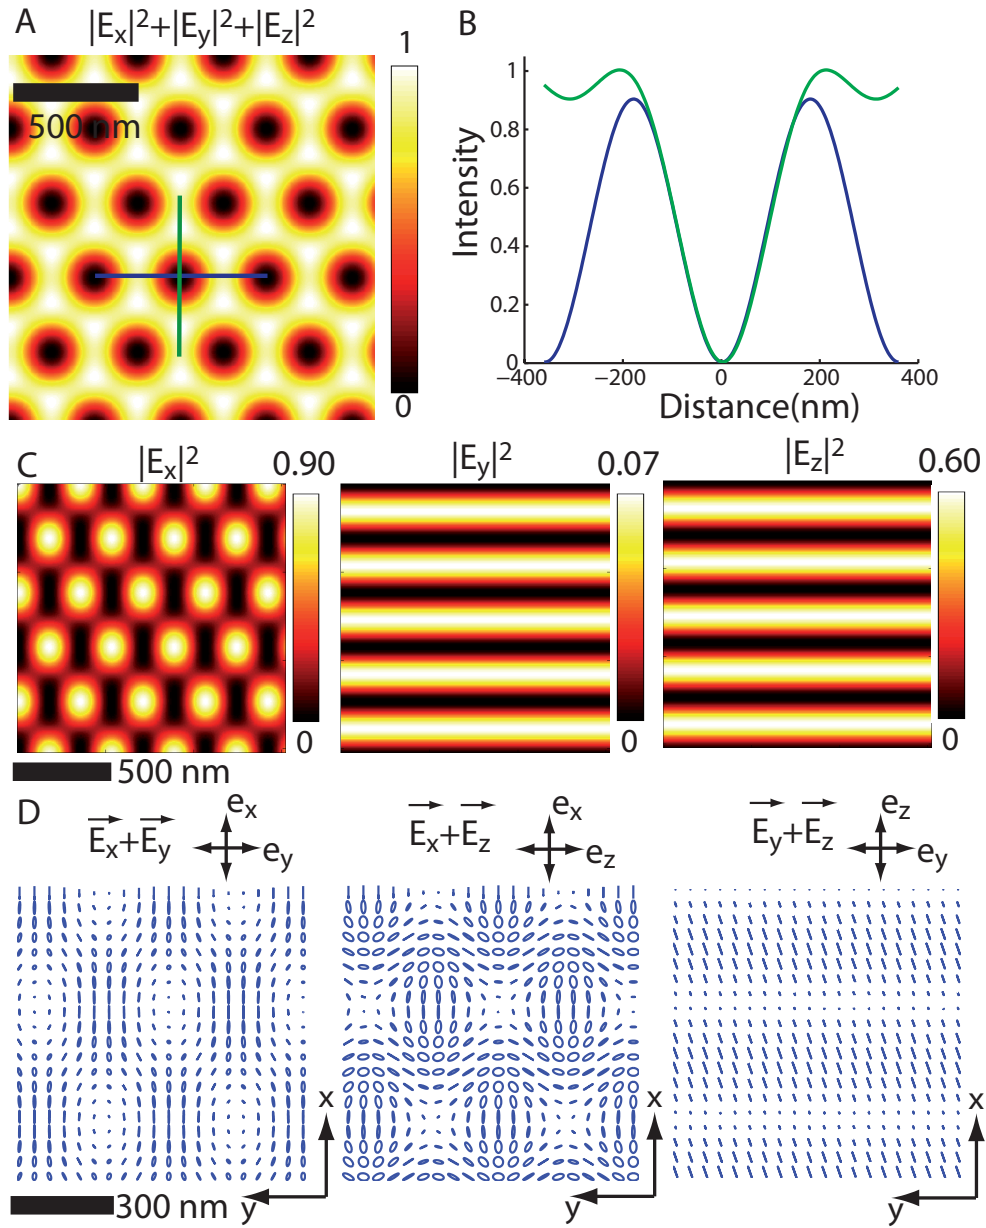 A
|Ex|²+|Ey|²+|Ez|²
1
500 nm
0
B
Intensity
1
0.8
0.6
0.4
0.2
0
−400
−200
0
200
400
Distance(nm)
C
|Ex|²
0.90
0
|Ey|²
0.07
0
|Ez|²
0.60
0
500 nm
D
Ex+Ey
ex
ey
Ex+Ez
ex
ez
Ey+Ez
ez
ey
x
y
x
y
x
y
300 nm